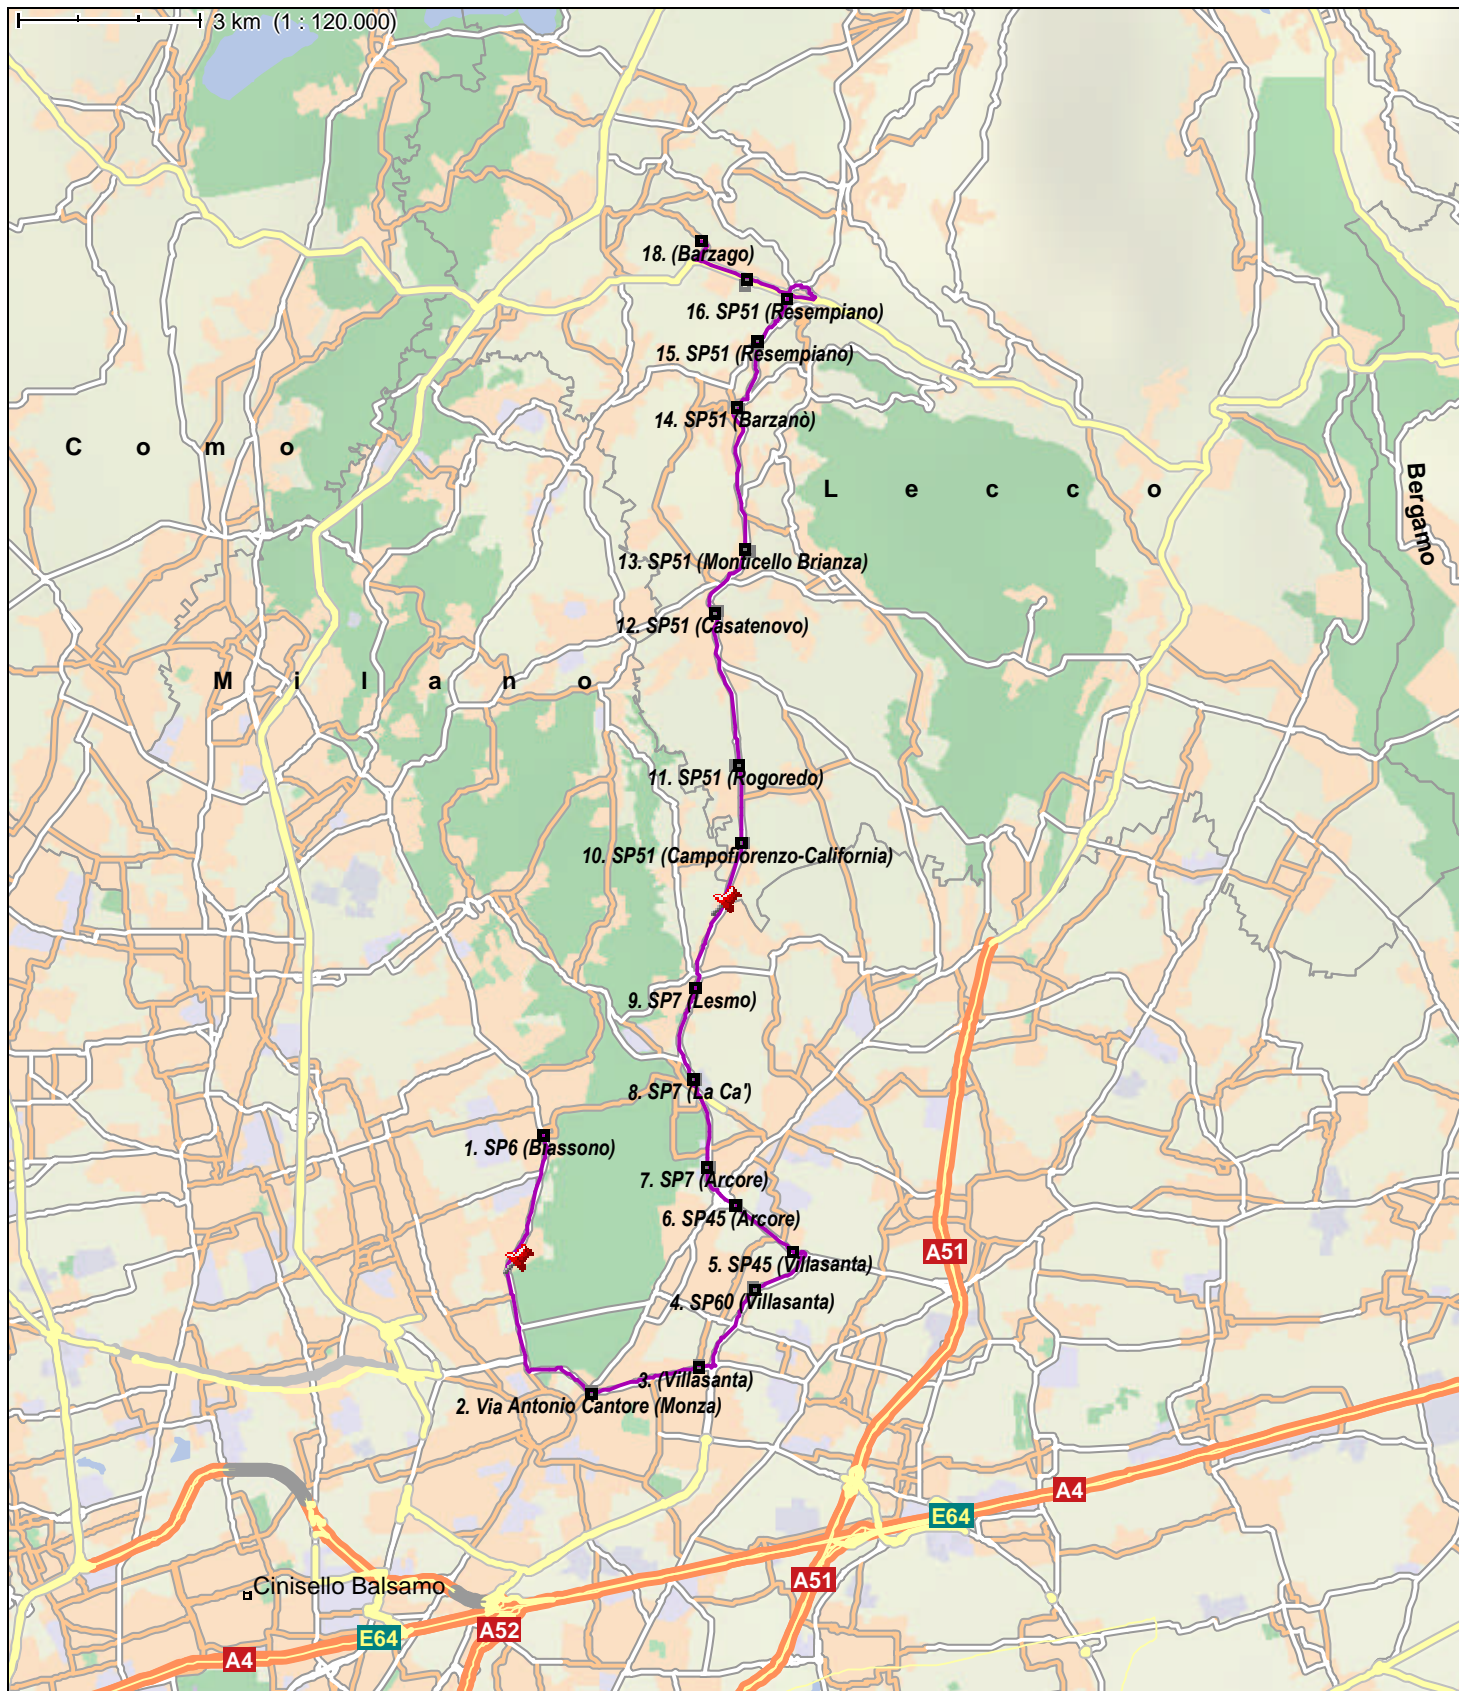 3 km (1 : 120.000)
18. (Barzago)
16. SP51 (Resempiano)
15. SP51 (Resempiano)
14. SP51 (Barzanò)
Como
Lecco
Bergamo
13. SP51 (Monticello Brianza)
12. SP51 (Casatenovo)
Milano
11. SP51 (Rogoredo)
10. SP51 (Campofiorenzo-California)
9. SP7 (Lesmo)
8. SP7 (La Ca')
1. SP6 (Biassono)
7. SP7 (Arcore)
6. SP45 (Arcore)
A51
5. SP45 (Villasanta)
4. SP60 (Villasanta)
3. (Villasanta)
2. Via Antonio Cantore (Monza)
A4
E64
A51
Cinisello Balsamo
A52
E64
A4